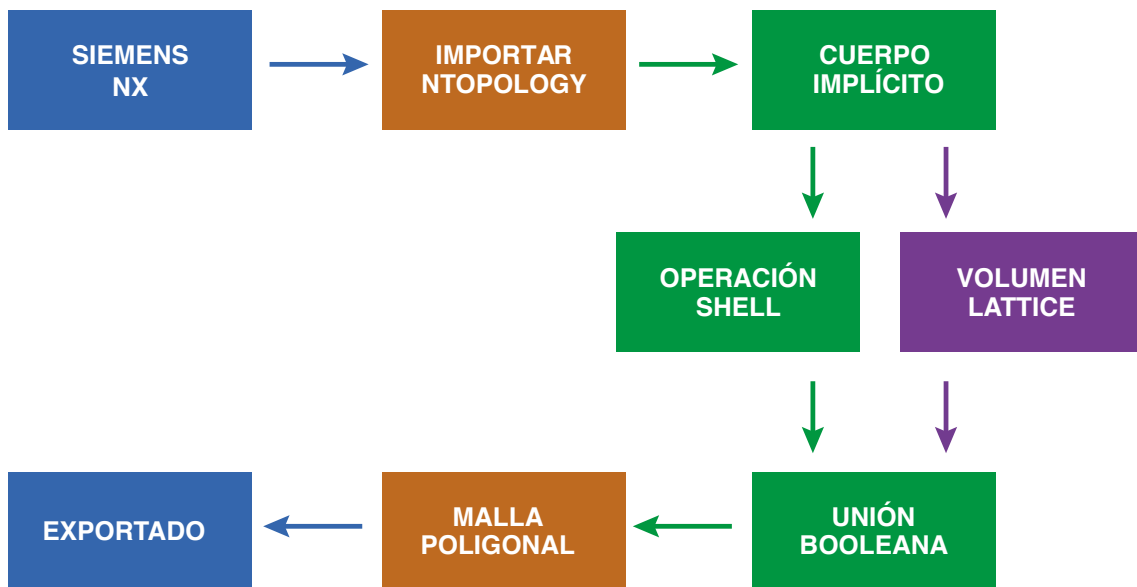 SIEMENS
NX
IMPORTAR
NTOPOLOGY
CUERPO
IMPLÍCITO
OPERACIÓN
SHELL
VOLUMEN
LATTICE
EXPORTADO
MALLA
POLIGONAL
UNIÓN
BOOLEANA